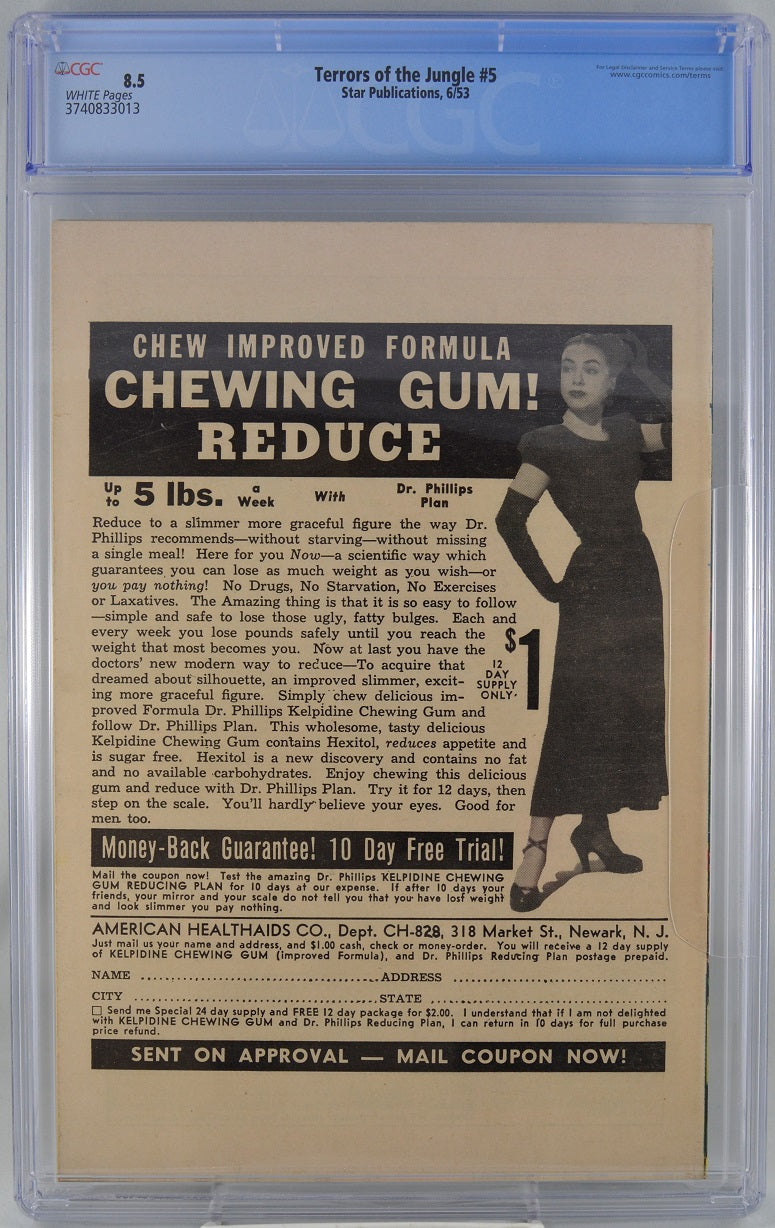 CGC 8.5
WHITE Pages
3740833013
Terrors of the Jungle #5
Star Publications, 6/53
For Legal Disclaimer and Service Terms please visit:
www.cgccomics.com/terms
CGC
CHEW IMPROVED FORMULA
CHEWING GUM!
REDUCE
Up to 5 lbs. a Week With Dr. Phillips Plan
Reduce to a slimmer more graceful figure the way Dr.
Phillips recommends—without starving—without missing
a single meal! Here for you Now—a scientific way which
guarantees you can lose as much weight as you wish—or
you pay nothing! No Drugs, No Starvation, No Exercises
or Laxatives. The Amazing thing is that it is so easy to follow
—simple and safe to lose those ugly, fatty bulges. Each and
every week you lose pounds safely until you reach the
weight that most becomes you. Now at last you have the
doctors' new modern way to reduce—To acquire that
dreamed about silhouette, an improved slimmer, excit-
ing more graceful figure. Simply chew delicious im-
proved Formula Dr. Phillips Kelpidine Chewing Gum and
follow Dr. Phillips Plan. This wholesome, tasty delicious
Kelpidine Chewing Gum contains Hexitol, reduces appetite and
is sugar free. Hexitol is a new discovery and contains no fat
and no available carbohydrates. Enjoy chewing this delicious
gum and reduce with Dr. Phillips Plan. Try it for 12 days, then
step on the scale. You'll hardly believe your eyes. Good for
men too.
$1
12
DAY
SUPPLY
ONLY.
Money-Back Guarantee! 10 Day Free Trial!
Mail the coupon now! Test the amazing Dr. Phillips KELPIDINE CHEWING
GUM REDUCING PLAN for 10 days at our expense. If after 10 days your
friends, your mirror and your scale do not tell you that you have lost weight
and look slimmer you pay nothing.
AMERICAN HEALTHAIDS CO., Dept. CH-828, 318 Market St., Newark, N. J.
Just mail us your name and address, and $1.00 cash, check or money-order. You will receive a 12 day supply
of KELPIDINE CHEWING GUM (improved Formula), and Dr. Phillips Reducing Plan postage prepaid.
NAME ........................................ ADDRESS ........................................
CITY ........................................ STATE ........................................
Send me Special 24 day supply and FREE 12 day package for $2.00. I understand that if I am not delighted
with KELPIDINE CHEWING GUM and Dr. Phillips Reducing Plan, I can return in 10 days for full purchase
price refund.
SENT ON APPROVAL — MAIL COUPON NOW!